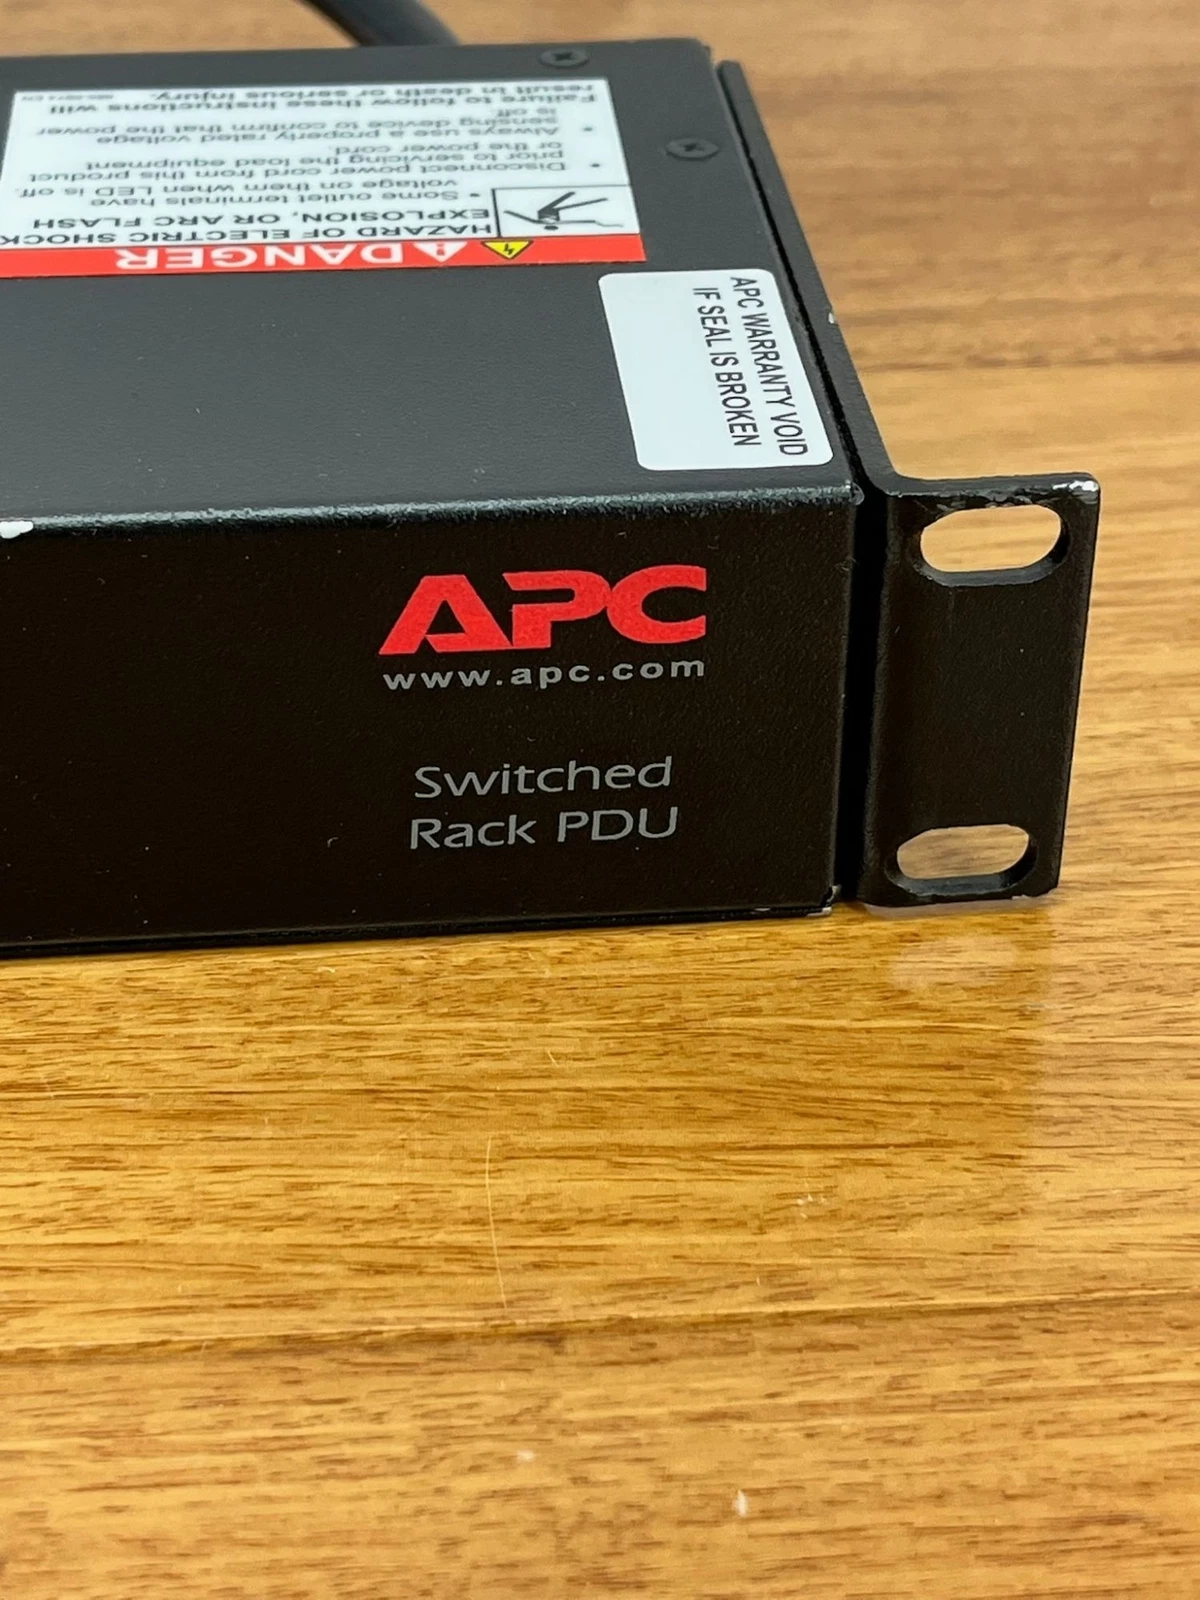 DANGER
HAZARD OF ELECTRIC SHOCK
EXPLOSION, OR ARC FLASH
• Some outlet terminals have
voltage on them when LED is off.
• Disconnect power cord from this product
prior to servicing the load equipment
or the power cord.
• Always use a properly rated voltage
sensing device to confirm that the power
is off.
Failure to follow these instructions will
result in death or serious injury.
APC WARRANTY VOID
IF SEAL IS BROKEN
APC
www.apc.com
Switched
Rack PDU